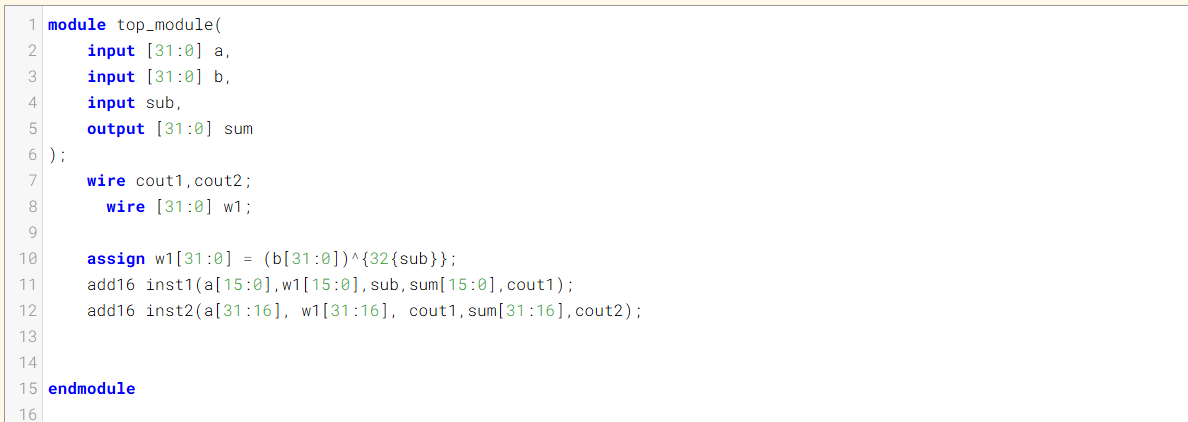 1 module top_module(
2     input [31:0] a,
3     input [31:0] b,
4     input sub,
5     output [31:0] sum
6 );
7     wire cout1,cout2;
8       wire [31:0] w1;
9
10     assign w1[31:0] = (b[31:0])^{32{sub}};
11     add16 inst1(a[15:0],w1[15:0],sub,sum[15:0],cout1);
12     add16 inst2(a[31:16], w1[31:16], cout1,sum[31:16],cout2);
13
14
15 endmodule
16